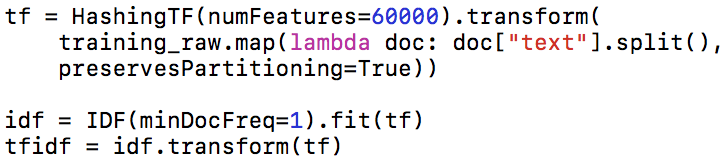 tf = HashingTF(numFeatures=60000).transform(
    training_raw.map(lambda doc: doc["text"].split(),
    preservesPartitioning=True))

idf = IDF(minDocFreq=1).fit(tf)
tfidf = idf.transform(tf)